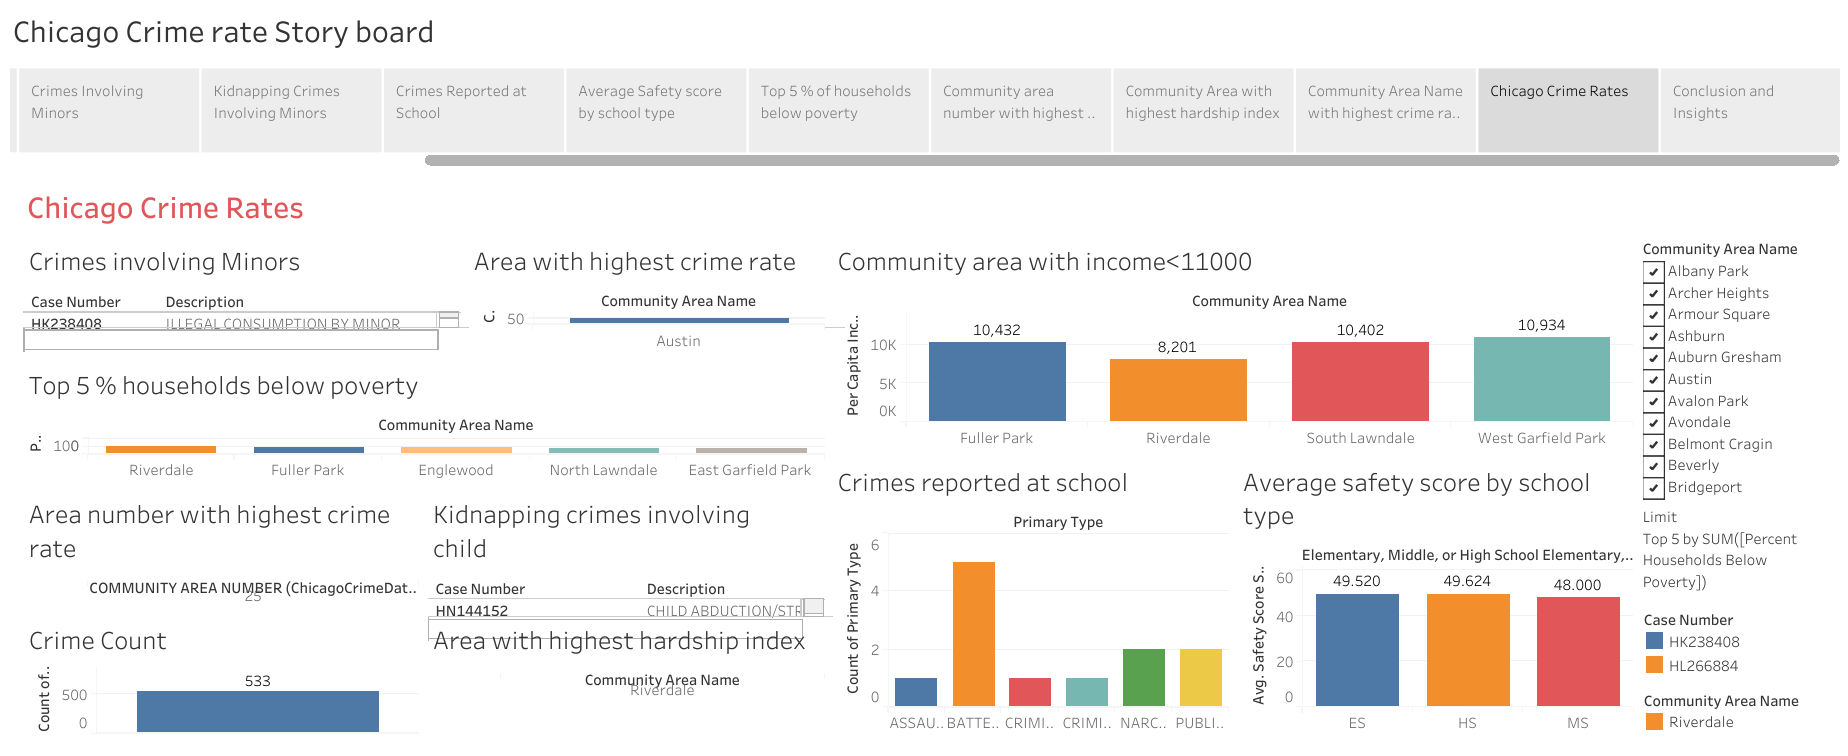 Chicago Crime rate Story board
Crimes Involving
Minors
Kidnapping Crimes
Involving Minors
Crimes Reported at
School
Average Safety score
by school type
Top 5 % of households
below poverty
Community area
number with highest ..
Community Area with
highest hardship index
Community Area Name
with highest crime ra..
Chicago Crime Rates
Conclusion and
Insights
Chicago Crime Rates
Crimes involving Minors
Case Number Description
HK238408 ILLEGAL CONSUMPTION BY MINOR
Area with highest crime rate
Community Area Name
C.
50
Austin
Top 5 % households below poverty
Community Area Name
P..
100
Riverdale Fuller Park Englewood North Lawndale East Garfield Park
Area number with highest crime
rate
COMMUNITY AREA NUMBER (ChicagoCrimeDat..
25
Kidnapping crimes involving
child
Case Number Description
HN144152 CHILD ABDUCTION/STR
Crime Count
Count of..
533
500
0
Area with highest hardship index
Community Area Name
Riverdale
Community area with income<11000
Community Area Name
Per Capita Inc..
10K
5K
0K
10,432 8,201 10,402 10,934
Fuller Park Riverdale South Lawndale West Garfield Park
Crimes reported at school
Primary Type
Count of Primary Type
6
4
2
0
ASSAU.. BATTE.. CRIMI.. CRIMI.. NARC.. PUBLI..
Average safety score by school
type
Elementary, Middle, or High School Elementary,..
Avg. Safety Score S..
60
40
20
0
49.520 49.624 48.000
ES HS MS
Community Area Name
Albany Park
Archer Heights
Armour Square
Ashburn
Auburn Gresham
Austin
Avalon Park
Avondale
Belmont Cragin
Beverly
Bridgeport
Limit
Top 5 by SUM([Percent
Households Below
Poverty])
Case Number
HK238408
HL266884
Community Area Name
Riverdale